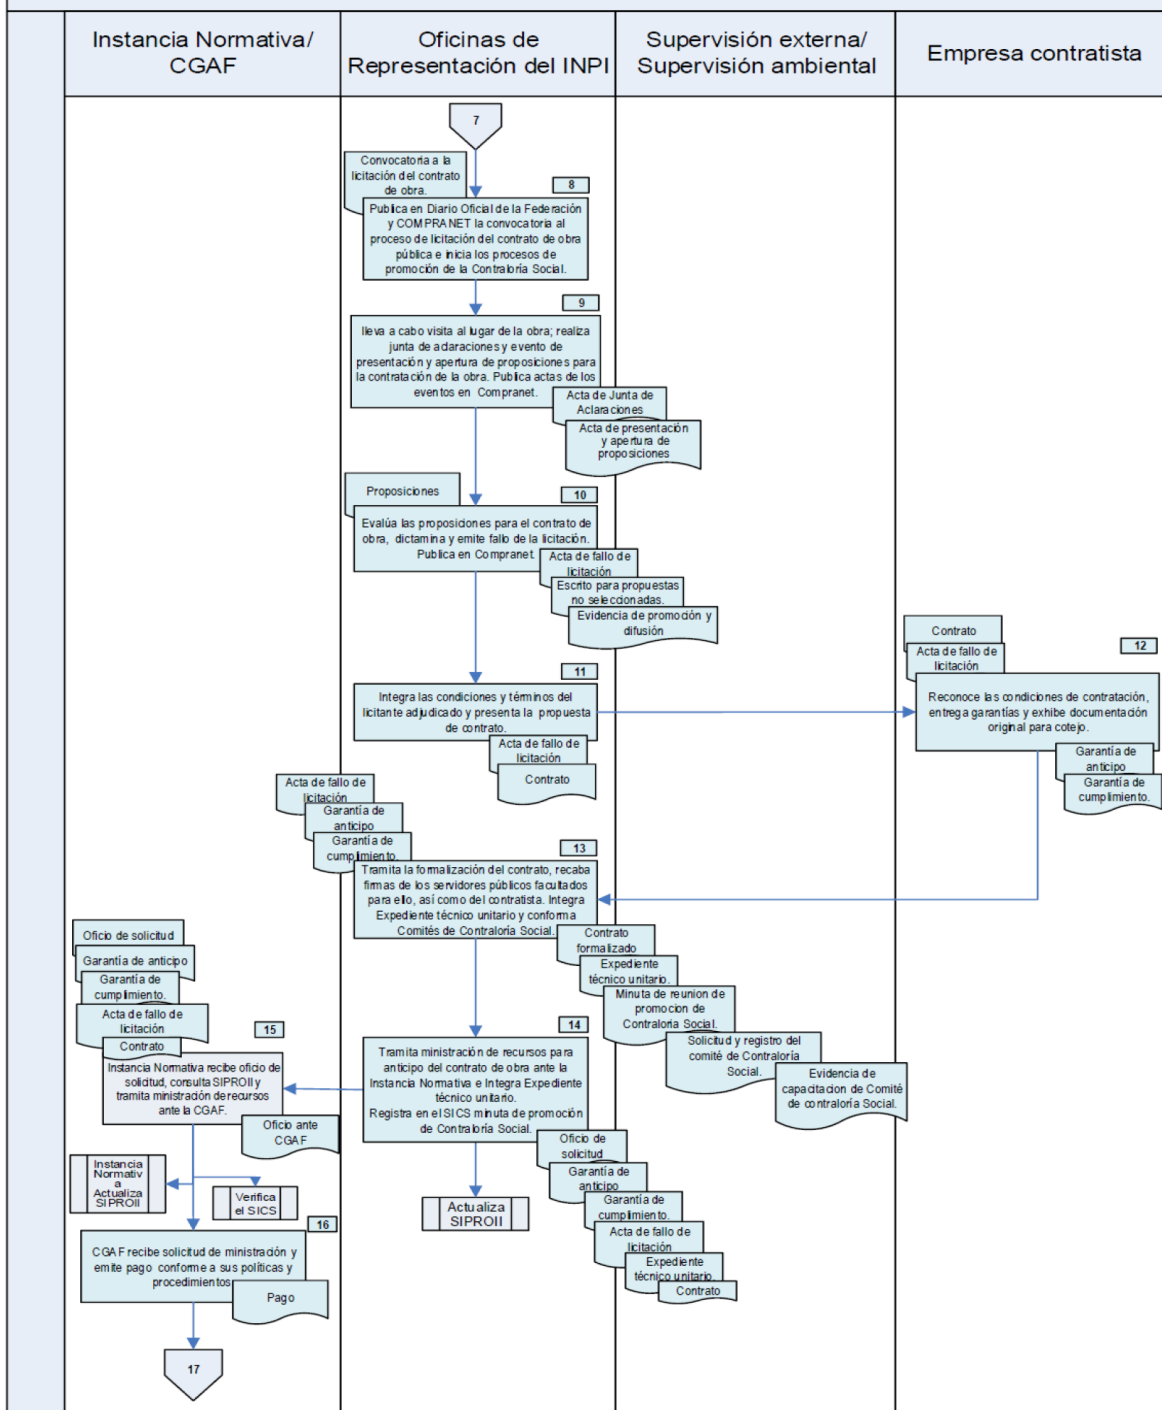 Instancia Normativa/
CGAF
Oficinas de
Representación del INPI
Supervisión externa/
Supervisión ambiental
Empresa contratista
7
Convocatoria a la
licitación del contrato
de obra.
8
Publica en Diario Oficial de la Federación
y COMPRANET la convocatoria al
proceso de licitación del contrato de obra
pública e inicia los procesos de
promoción de la Contraloría Social.
9
lleva a cabo visita al lugar de la obra; realiza
junta de aclaraciones y evento de
presentación y apertura de proposiciones para
la contratación de la obra. Publica actas de los
eventos en Compranet.
Acta de Junta de
Aclaraciones
Acta de presentación
y apertura de
proposiciones
Proposiciones
10
Evalúa las proposiciones para el contrato de
obra, dictamina y emite fallo de la licitación.
Publica en Compranet.
Acta de fallo de
licitación
Escrito para propuestas
no seleccionadas.
Evidencia de promoción y
difusión
11
Integra las condiciones y términos del
licitante adjudicado y presenta la propuesta
de contrato.
Acta de fallo de
licitación
Contrato
Contrato
Acta de fallo de
licitación
12
Reconoce las condiciones de contratación,
entrega garantías y exhibe documentación
original para cotejo.
Garantía de
anticipo
Garantía de
cumplimiento.
Acta de fallo de
licitación
Garantía de
anticipo
Garantía de
cumplimiento.
13
Tramita la formalización del contrato, recaba
firmas de los servidores públicos facultados
para ello, así como del contratista. Integra
Expediente técnico unitario y conforma
Comités de Contraloría Social.
Contrato
formalizado
Expediente
técnico unitario.
Minuta de reunion de
promocion de
Contraloría Social.
Solicitud y registro del
comité de Contraloría
Social.
Evidencia de
capacitacion de Comité
de contraloría Social.
14
Tramita ministración de recursos para
anticipo del contrato de obra ante la
Instancia Normativa e Integra Expediente
técnico unitario.
Registra en el SICS minuta de promoción
de Contraloría Social.
Oficio de
solicitud
Garantía de
anticipo
Garantía de
cumplimiento.
Acta de fallo de
licitación
Expediente
técnico unitario.
Contrato
Actualiza
SIPROII
Oficio de solicitud
Garantía de anticipo
Garantía de
cumplimiento.
Acta de fallo de
licitación
Contrato
15
Instancia Normativa recibe oficio de
solicitud, consulta SIPROII y
tramita ministración de recursos
ante la CGAF.
Oficio ante
CGAF
Instancia
Normativ
a
Actualiza
SIPROII
Verifica
el SICS
16
CGAF recibe solicitud de ministración y
emite pago conforme a sus políticas y
procedimientos
Pago
17